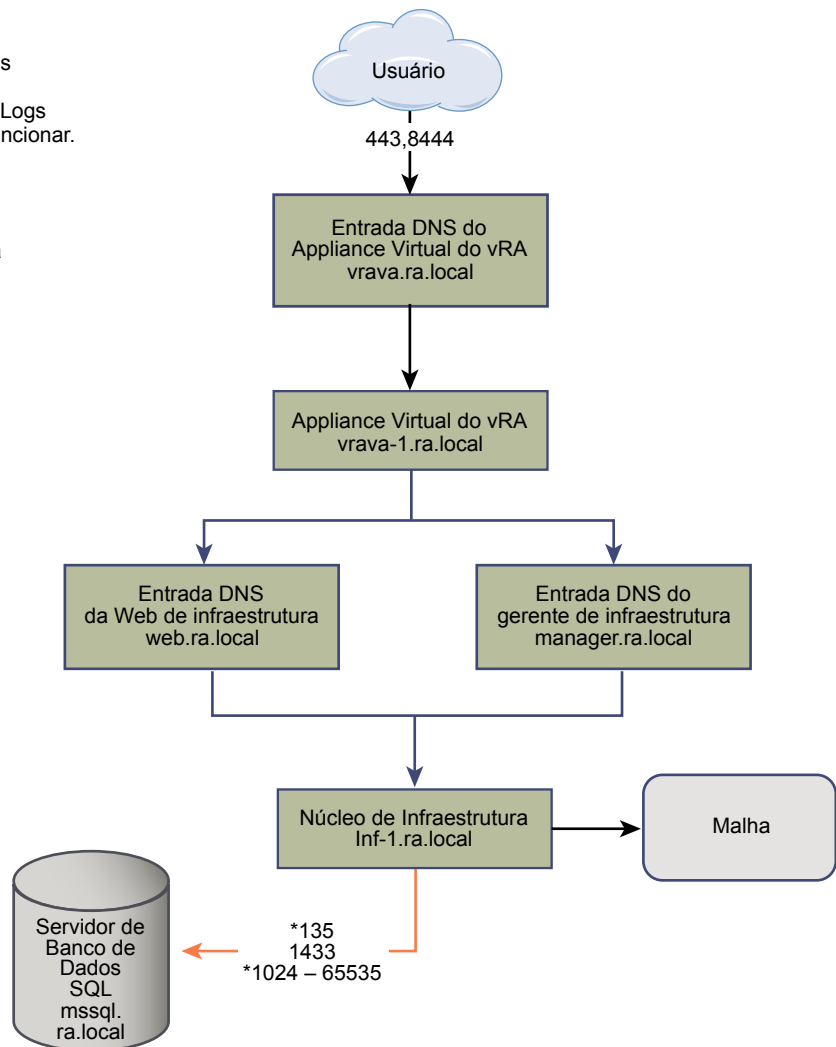 s
Logs
ncionar.
Usuário
443,8444
Entrada DNS do
Appliance Virtual do vRA
vrava.ra.local
Appliance Virtual do vRA
vrava-1.ra.local
Entrada DNS
da Web de infraestrutura
web.ra.local
Entrada DNS do
gerente de infraestrutura
manager.ra.local
Núcleo de Infraestrutura
Inf-1.ra.local
Malha
Servidor de
Banco de
Dados
SQL
mssql.
ra.local
*135
1433
*1024 – 65535